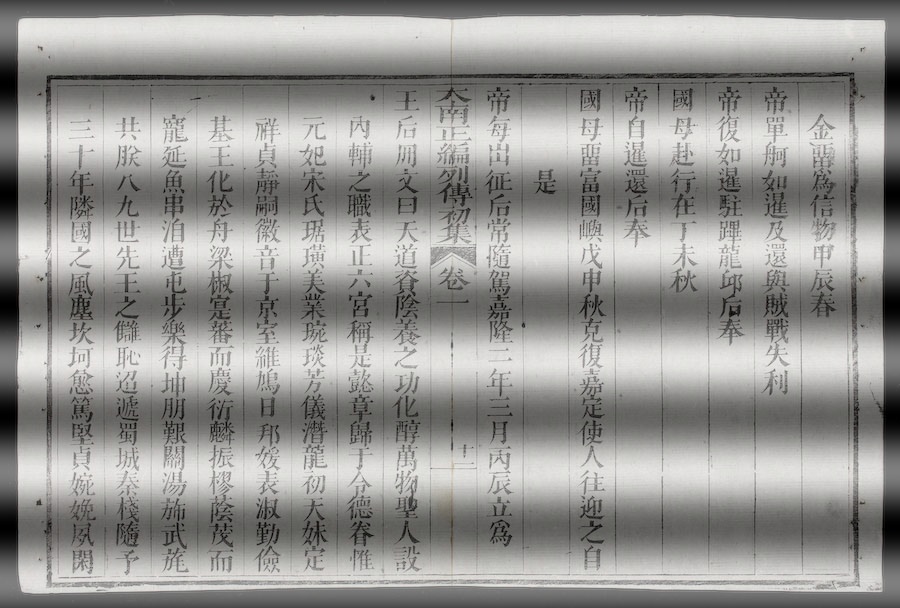 金畱爲信物甲辰春
帝單舸如暹及還與賊戰失利
帝復如暹駐蹕龍邱后奉
國母赴行在丁未秋
帝自暹還后奉
國母畱富國嶼戊申秋克復嘉定使人往迎之自
是
帝每出征后常隨駕嘉隆二年三月丙辰立爲
大南正編列傳初集 卷一 十二
王后册文曰天道資陰養之功化醇萬物聖人設
內輔之職表正六宮稱是懿章歸于令德眷惟
元妃宋氏琚璜美業琬琰芳儀潛龍初天妹定
祥貞靜嗣徽音于京室維鳩日邦媛表淑勤儉
基王化於舟梁椒寔蕃而慶衍麟振樛蔭茂而
寵延魚串泊遭屯步樂得坤朋艱關湯斾武旄
共朕八九世先王之讎恥迢遞蜀城秦棧隨予
三十年隣國之風塵坎坷愈篤堅貞婉娩夙閑